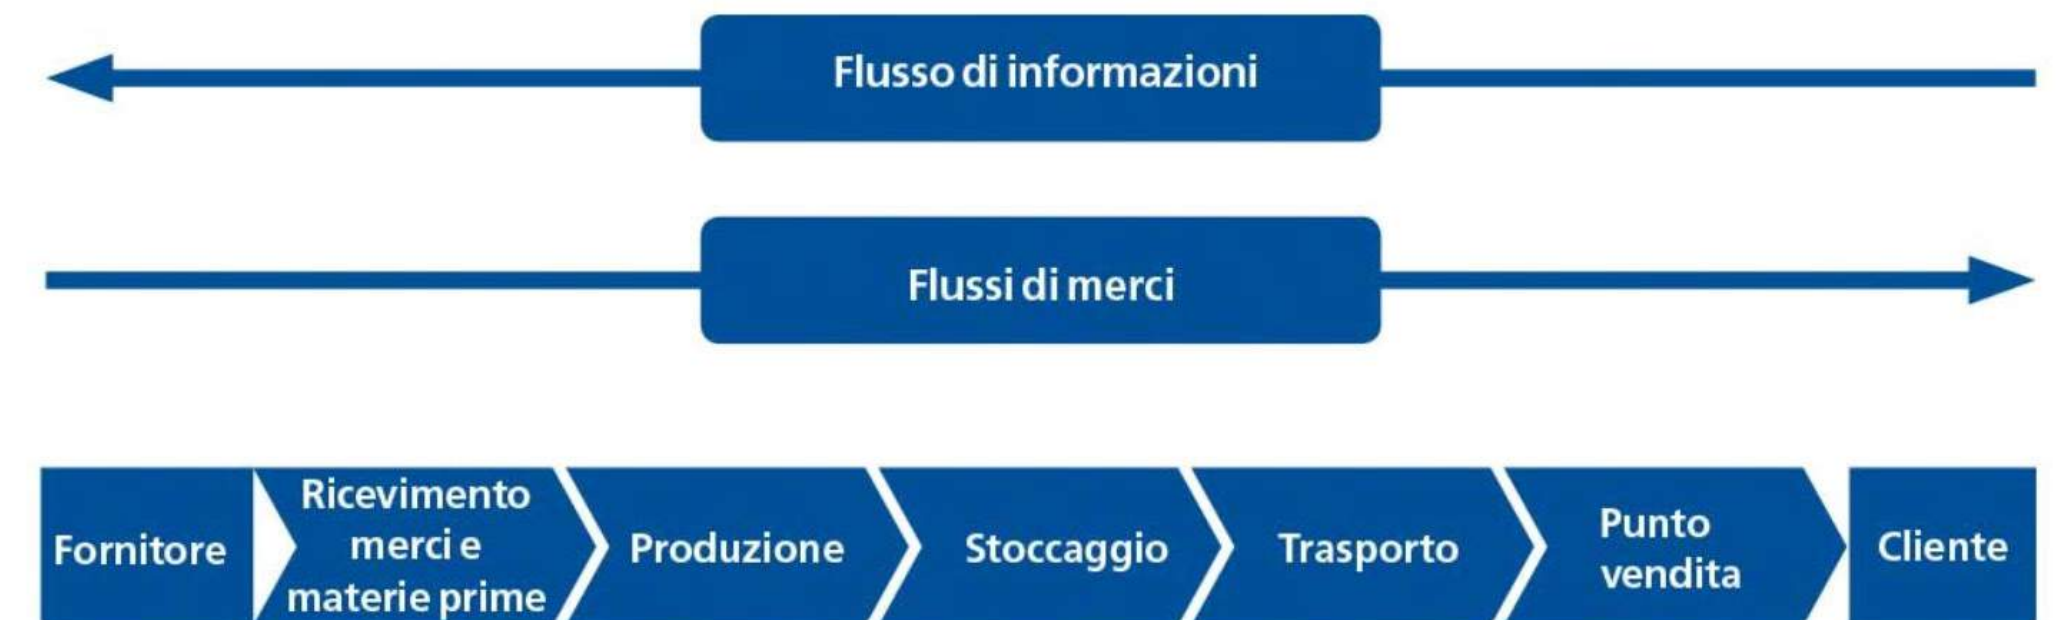 Flusso di informazioni
Flussi di merci
Fornitore
Ricevimento
merci e
materie prime
Produzione
Stoccaggio
Trasporto
Punto
vendita
Cliente